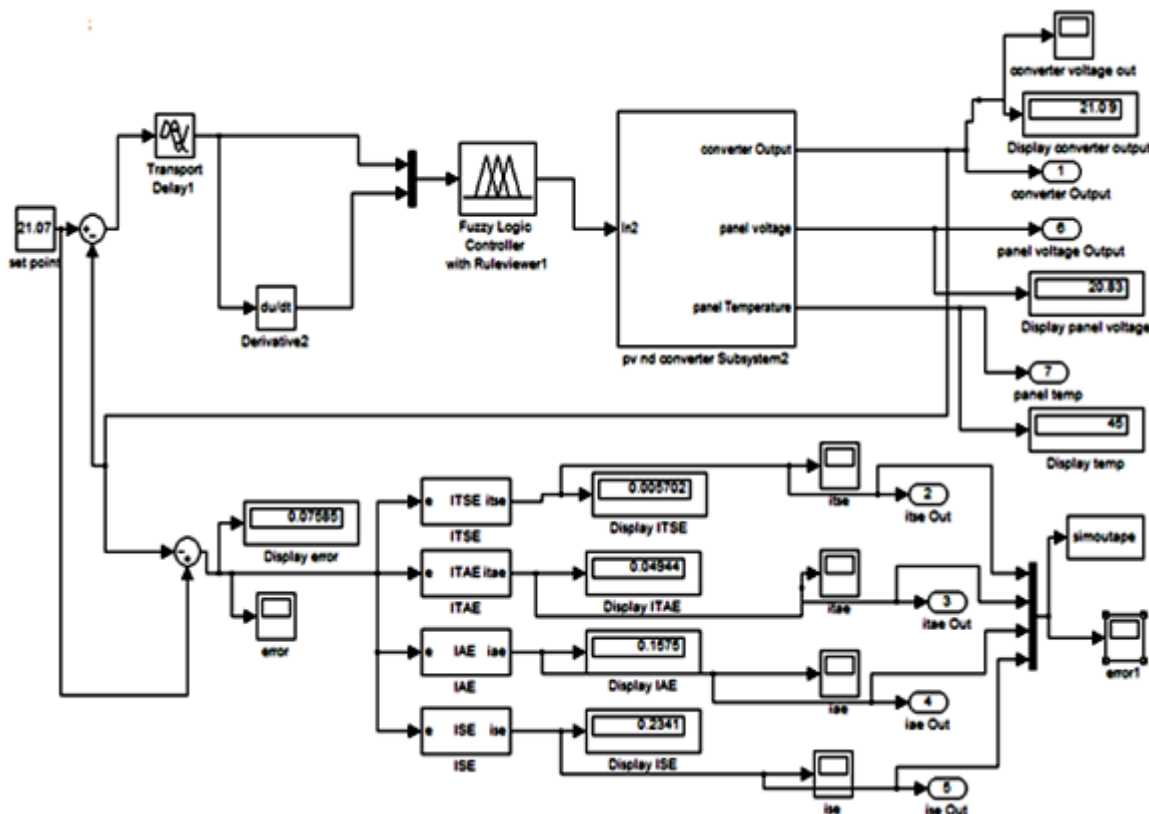 converter voltage out
21.09
Display converter output
1
converter Output
Transport
Delay1
converter Output
21.07
set point
+
-
In2
Fuzzy Logic
Controller
with Ruleviewer1
panel voltage
6
panel voltage Output
du/dt
Derivative2
20.83
Display panel voltage
panel Temperature
pv nd converter Subsystem2
7
panel temp
45
Display temp
e ITSE itse
ITSE
0.005702
Display ITSE
itse
2
itse Out
0.07585
Display error
-
+
error
simoutape
e ITAE itae
ITAE
0.04944
Display ITAE
itae
3
itae Out
e IAE iae
IAE
0.1575
Display IAE
iae
4
iae Out
error1
e ISE ise
ISE
0.2341
Display ISE
ise
5
ise Out